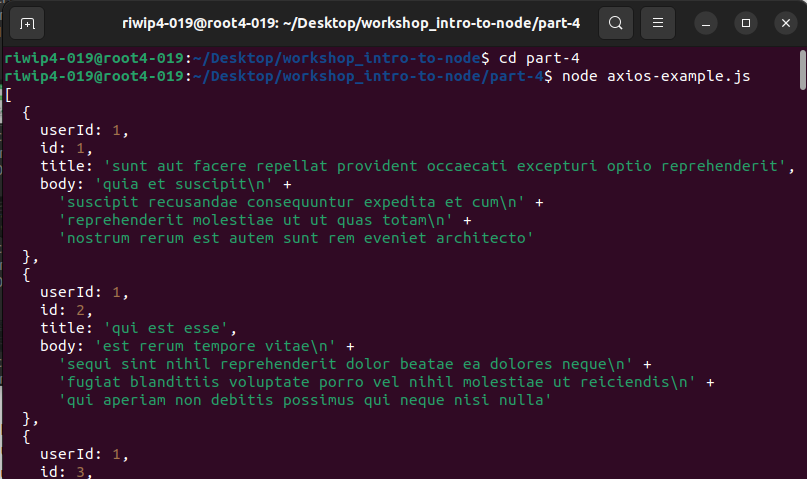 riwip4-019@root4-019: ~/Desktop/workshop_intro-to-node/part-4
riwip4-019@root4-019:~/Desktop/workshop_intro-to-node$ cd part-4
riwip4-019@root4-019:~/Desktop/workshop_intro-to-node/part-4$ node axios-example.js
[
  {
    userId: 1,
    id: 1,
    title: 'sunt aut facere repellat provident occaecati excepturi optio reprehenderit',
    body: 'quia et suscipit\n' +
      'suscipit recusandae consequuntur expedita et cum\n' +
      'reprehenderit molestiae ut ut quas totam\n' +
      'nostrum rerum est autem sunt rem eveniet architecto'
  },
  {
    userId: 1,
    id: 2,
    title: 'qui est esse',
    body: 'est rerum tempore vitae\n' +
      'sequi sint nihil reprehenderit dolor beatae ea dolores neque\n' +
      'fugiat blanditiis voluptate porro vel nihil molestiae ut reiciendis\n' +
      'qui aperiam non debitis possimus qui neque nisi nulla'
  },
  {
    userId: 1,
    id: 3,